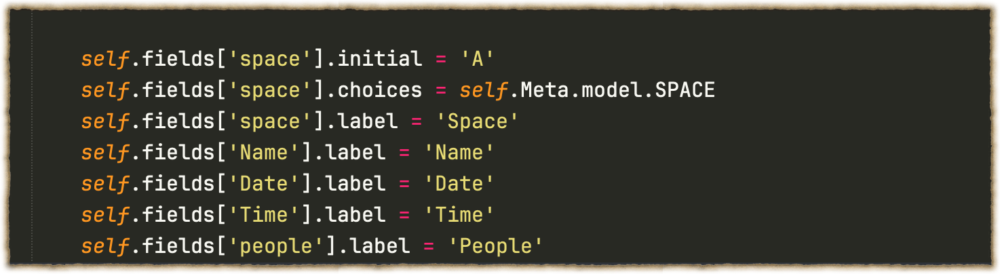 self.fields['space'].initial = 'A'
self.fields['space'].choices = self.Meta.model.SPACE
self.fields['space'].label = 'Space'
self.fields['Name'].label = 'Name'
self.fields['Date'].label = 'Date'
self.fields['Time'].label = 'Time'
self.fields['people'].label = 'People'